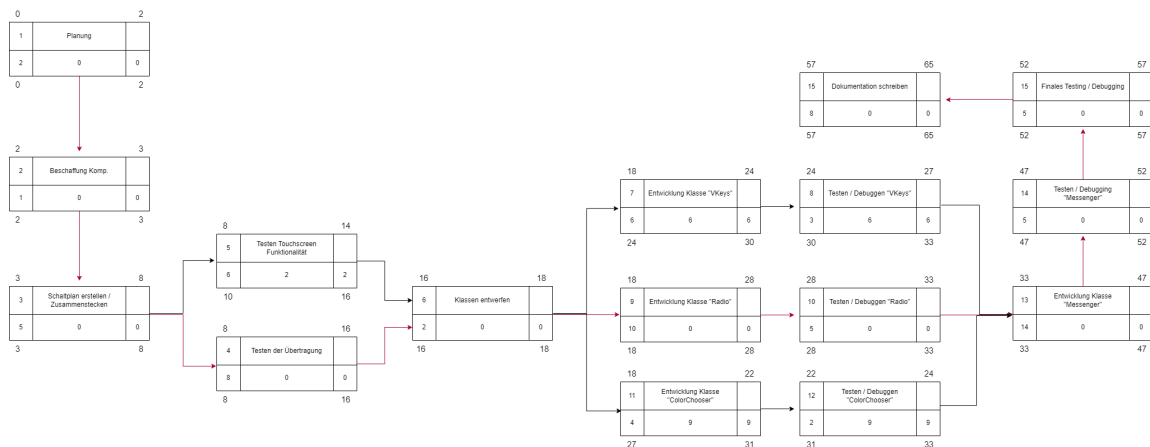 0 2
1 Planung
2 0 0
0 2
2 3
2 Beschaffung Komp.
1 0 0
2 3
3 8
3 Schaltplan erstellen /
Zusammenstecken
5 0 0
3 8
8 14
5 Testen Touchscreen
Funktionalität
6 2 2
10 16
8 16
4 Testen der Übertragung
8 0 0
8 16
16 18
6 Klassen entwerfen
2 0 0
16 18
18 24
7 Entwicklung Klasse "VKeys"
6 6 6
24 30
24 27
8 Testen / Debuggen "VKeys"
3 6 6
30 33
18 28
9 Entwicklung Klasse "Radio"
10 0 0
18 28
28 33
10 Testen / Debuggen "Radio"
5 0 0
28 33
18 22
11 Entwicklung Klasse
"ColorChooser"
4 9 9
27 31
22 24
12 Testen / Debuggen
"ColorChooser"
2 9 9
31 33
33 47
13 Entwicklung Klasse
"Messenger"
14 0 0
33 47
47 52
14 Testen / Debugging
"Messenger"
5 0 0
47 52
52 57
15 Finales Testing / Debugging
5 0 0
52 57
57 65
15 Dokumentation schreiben
8 0 0
57 65